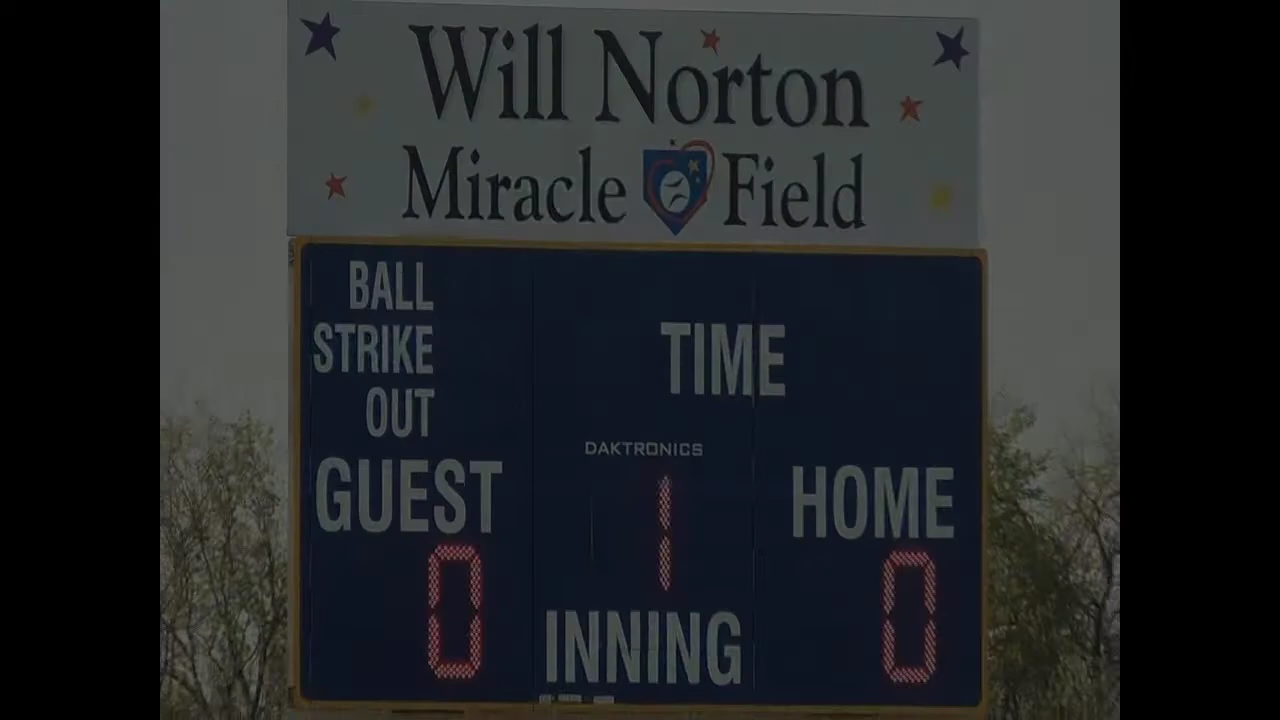 Will Norton
Miracle Field
BALL
STRIKE
OUT
TIME
DAKTRONICS
GUEST
1
HOME
0
INNING
0